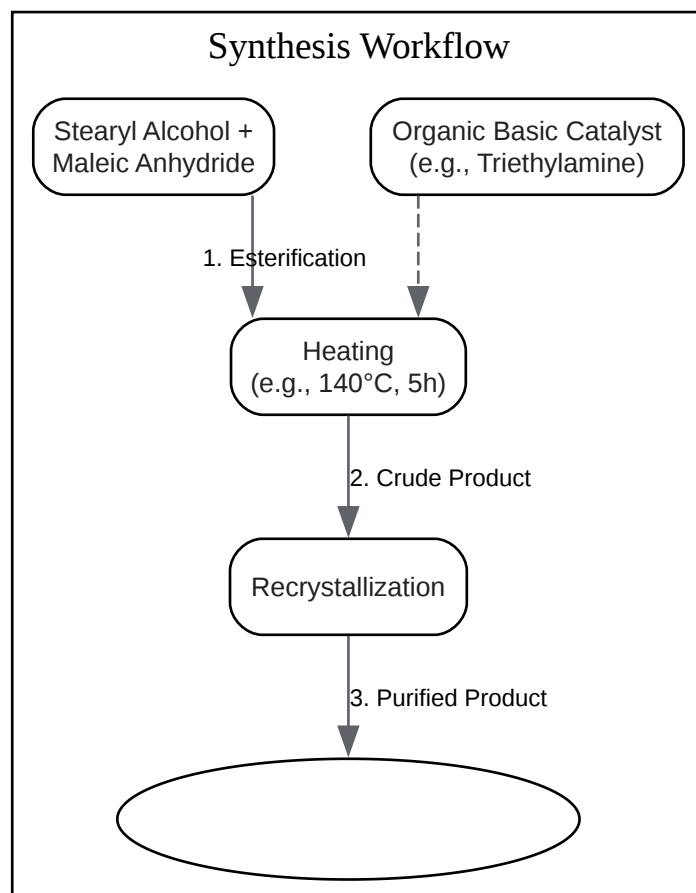 Synthesis Workflow
Stearyl Alcohol +
Maleic Anhydride
Organic Basic Catalyst
(e.g., Triethylamine)
1. Esterification
Heating
(e.g., 140°C, 5h)
2. Crude Product
Recrystallization
3. Purified Product